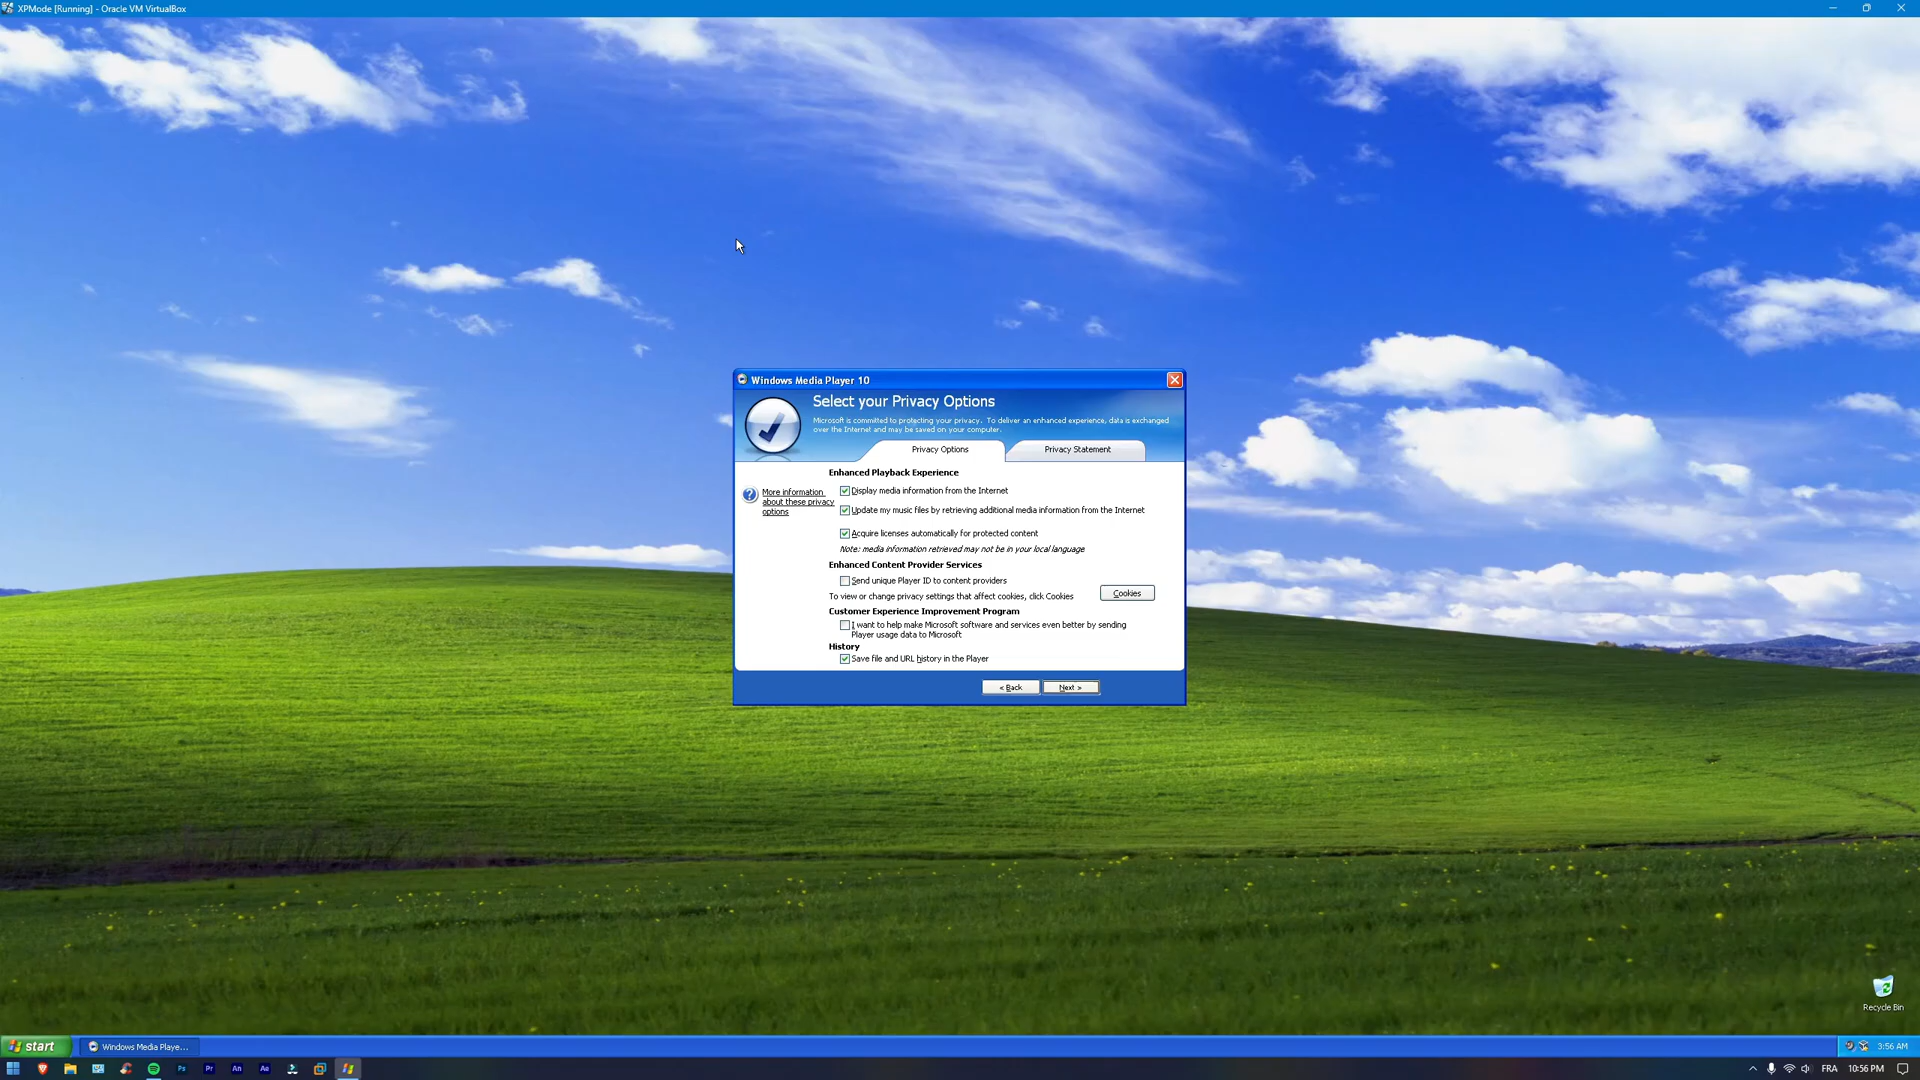 XPMode [Running] - Oracle VM VirtualBox
Windows Media Player 10
Select your Privacy Options
Microsoft is committed to protecting your privacy. To deliver an enhanced experience, data is exchanged
over the Internet and may be saved on your computer.
Privacy Options
Privacy Statement
Enhanced Playback Experience
More information
about these privacy
options
Display media information from the Internet
Update my music files by retrieving additional media information from the Internet
Acquire licenses automatically for protected content
Note: media information retrieved may not be in your local language
Enhanced Content Provider Services
Send unique Player ID to content providers
To view or change privacy settings that affect cookies, click Cookies
Cookies
Customer Experience Improvement Program
I want to help make Microsoft software and services even better by sending
Player usage data to Microsoft
History
Save file and URL history in the Player
< Back
Next >
Recycle Bin
start
Windows Media Playe...
3:56 AM
Ps
Pr
An
Ae
FRA
10:56 PM